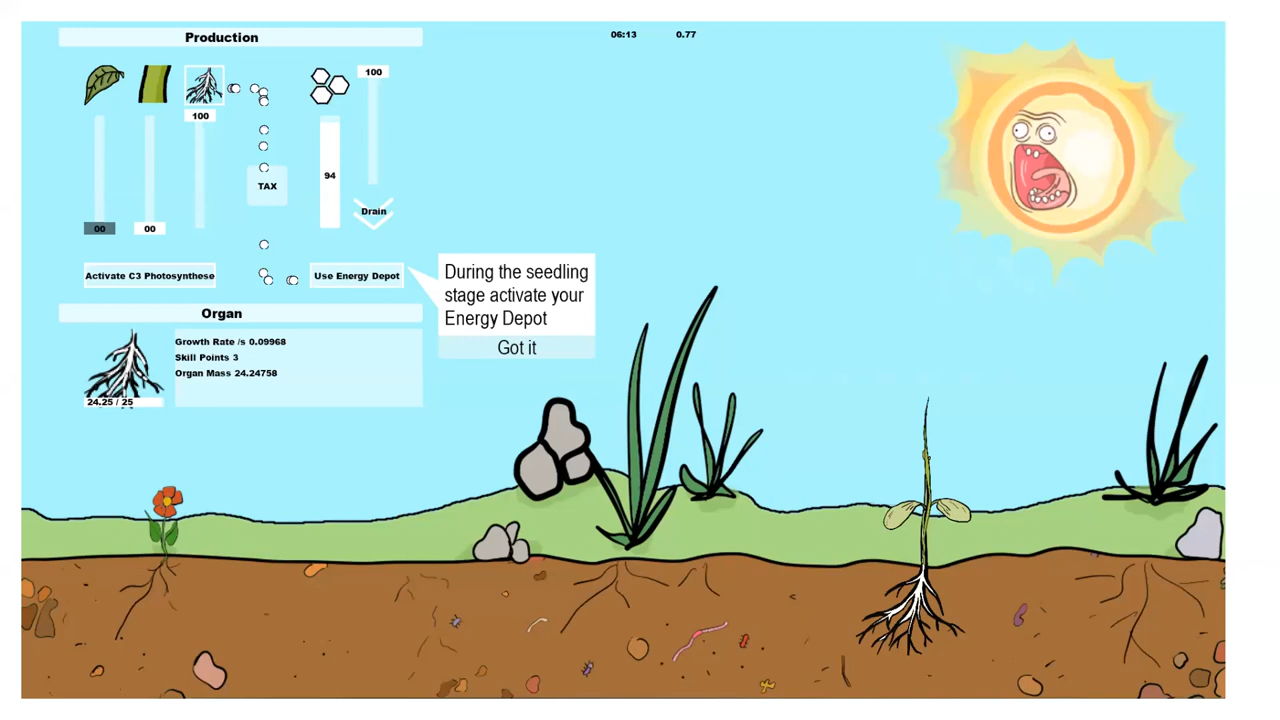 Production
06:13
0.77
100
100
TAX
94
Drain
00
00
Activate C3 Photosynthese
Use Energy Depot
During the seedling
stage activate your
Energy Depot
Got it
Organ
Growth Rate /s 0.09968
Skill Points 3
Organ Mass 24.24758
24.25 / 25